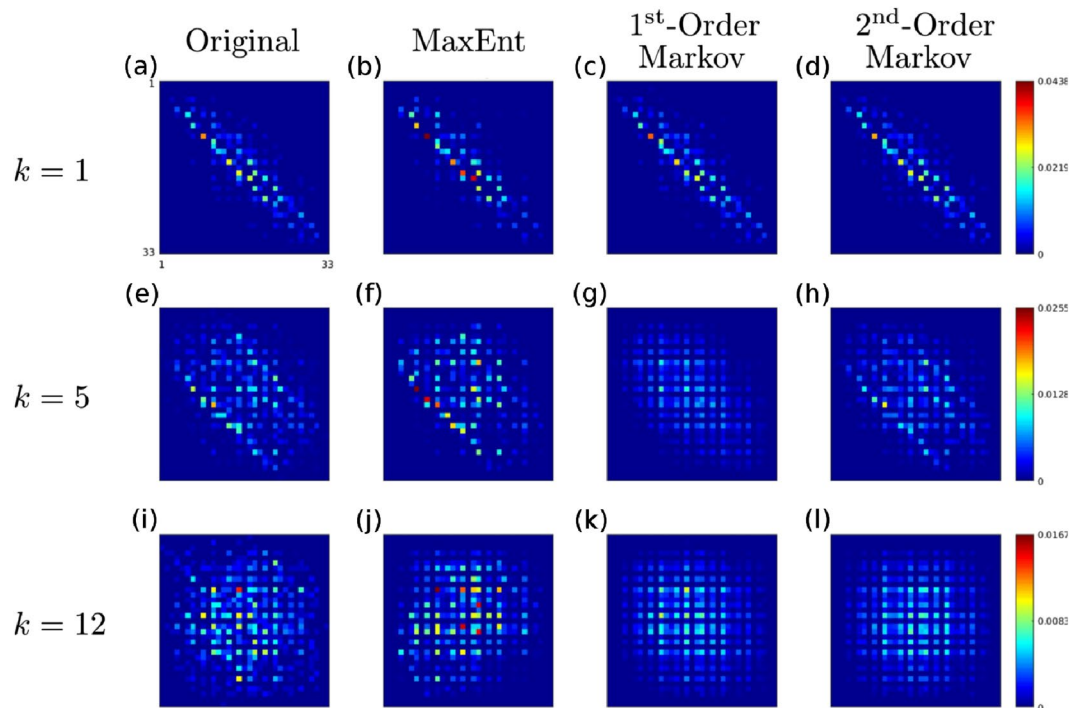 Original
MaxEnt
1st-Order
Markov
2nd-Order
Markov
(a)
(b)
(c)
(d)
1
0.0438
k = 1
0.0219
33
1
33
0
(e)
(f)
(g)
(h)
0.0255
k = 5
0.0128
0
(i)
(j)
(k)
(l)
0.0167
k = 12
0.0083
0